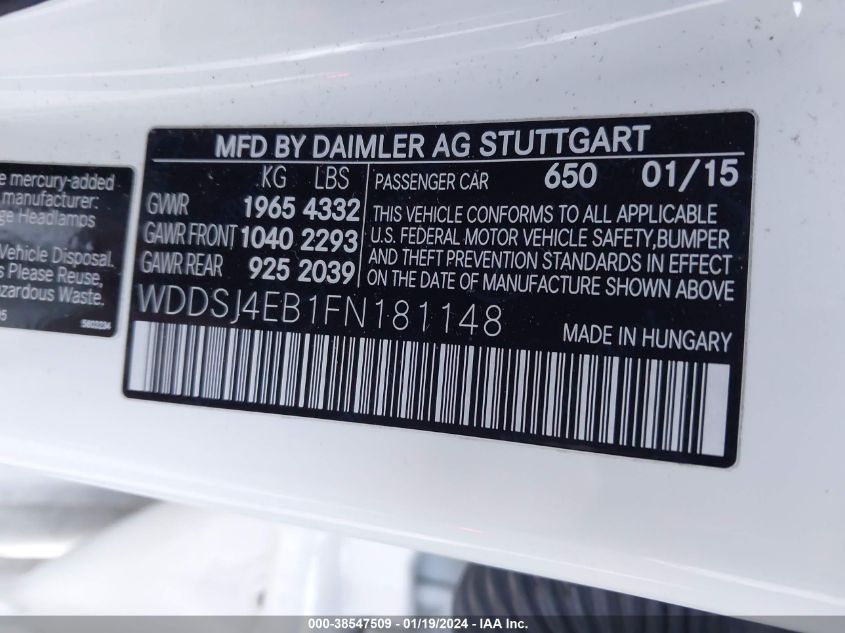 MFD BY DAIMLER AG STUTTGART
KG LBS
GVWR 1965 4332
GAWR FRONT 1040 2293
GAWR REAR 925 2039
PASSENGER CAR 650 01/15
THIS VEHICLE CONFORMS TO ALL APPLICABLE
U.S. FEDERAL MOTOR VEHICLE SAFETY,BUMPER
AND THEFT PREVENTION STANDARDS IN EFFECT
ON THE DATE OF MANUFACTURE SHOWN ABOVE
WDDSJ4EB1FN181148
MADE IN HUNGARY
mercury-added
manufacturer:
Headlamps
Vehicle Disposal.
Please Reuse,
Waste.
000-38547509 - 01/19/2024 - IAA Inc.